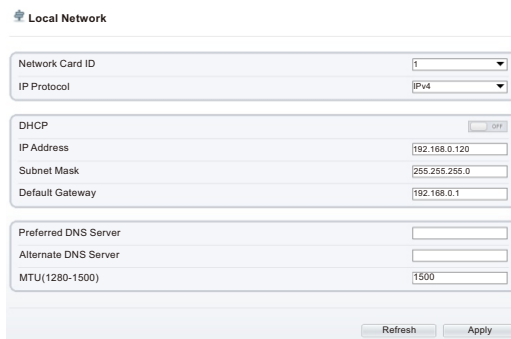 Local Network
Network Card ID 1
IP Protocol IPv4
DHCP OFF
IP Address 192.168.0.120
Subnet Mask 255.255.255.0
Default Gateway 192.168.0.1
Preferred DNS Server
Alternate DNS Server
MTU(1280-1500) 1500
Refresh Apply